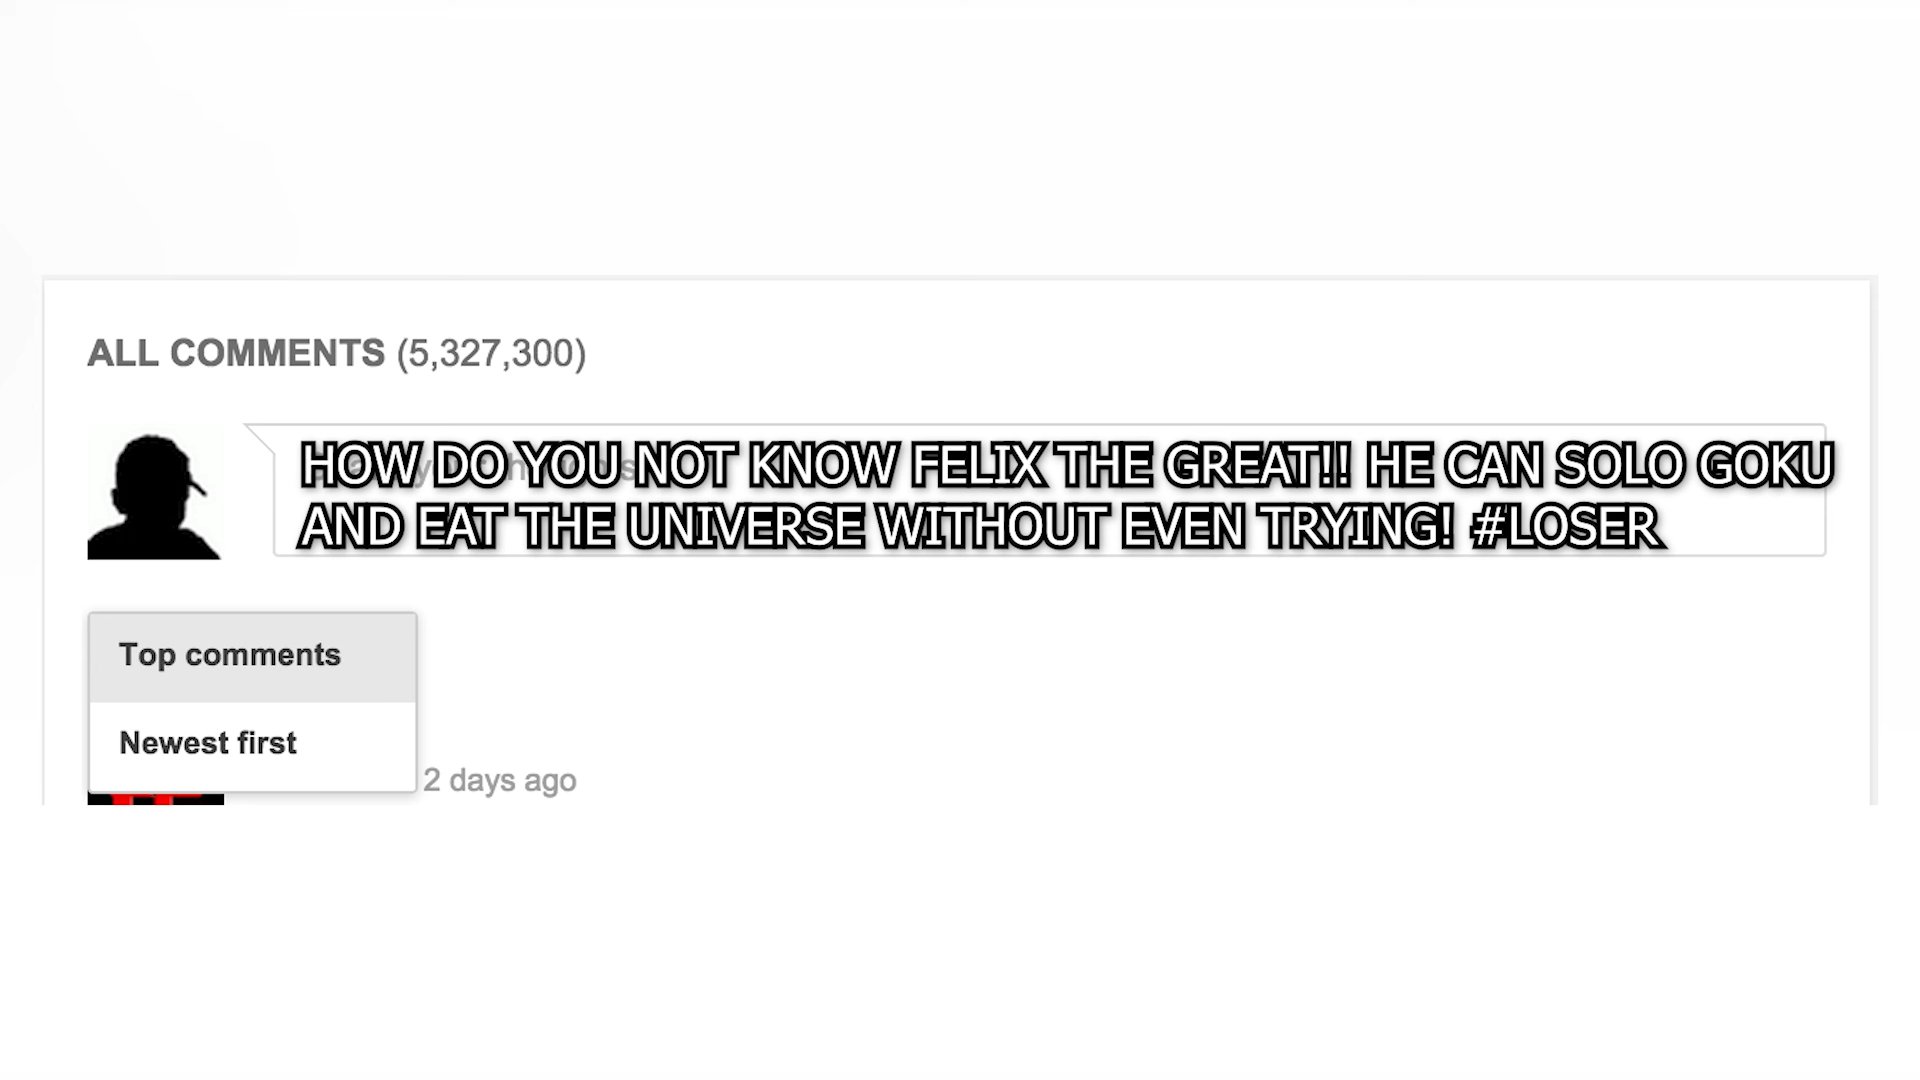 ALL COMMENTS (5,327,300)
HOW DO YOU NOT KNOW FELIX THE GREAT!! HE CAN SOLO GOKU
AND EAT THE UNIVERSE WITHOUT EVEN TRYING! #LOSER
Top comments
Newest first
2 days ago